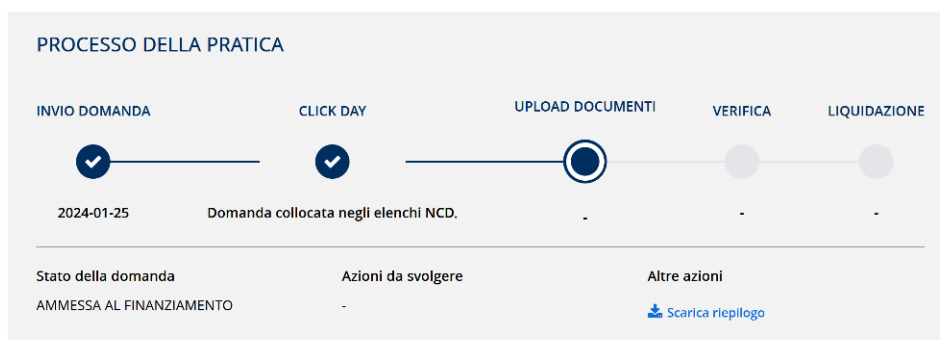 PROCESSO DELLA PRATICA
INVIO DOMANDA CLICK DAY UPLOAD DOCUMENTI VERIFICA LIQUIDAZIONE
2024-01-25 Domanda collocata negli elenchi NCD. - - -
Stato della domanda Azioni da svolgere Altre azioni
AMMESSA AL FINANZIAMENTO - Scarica riepilogo